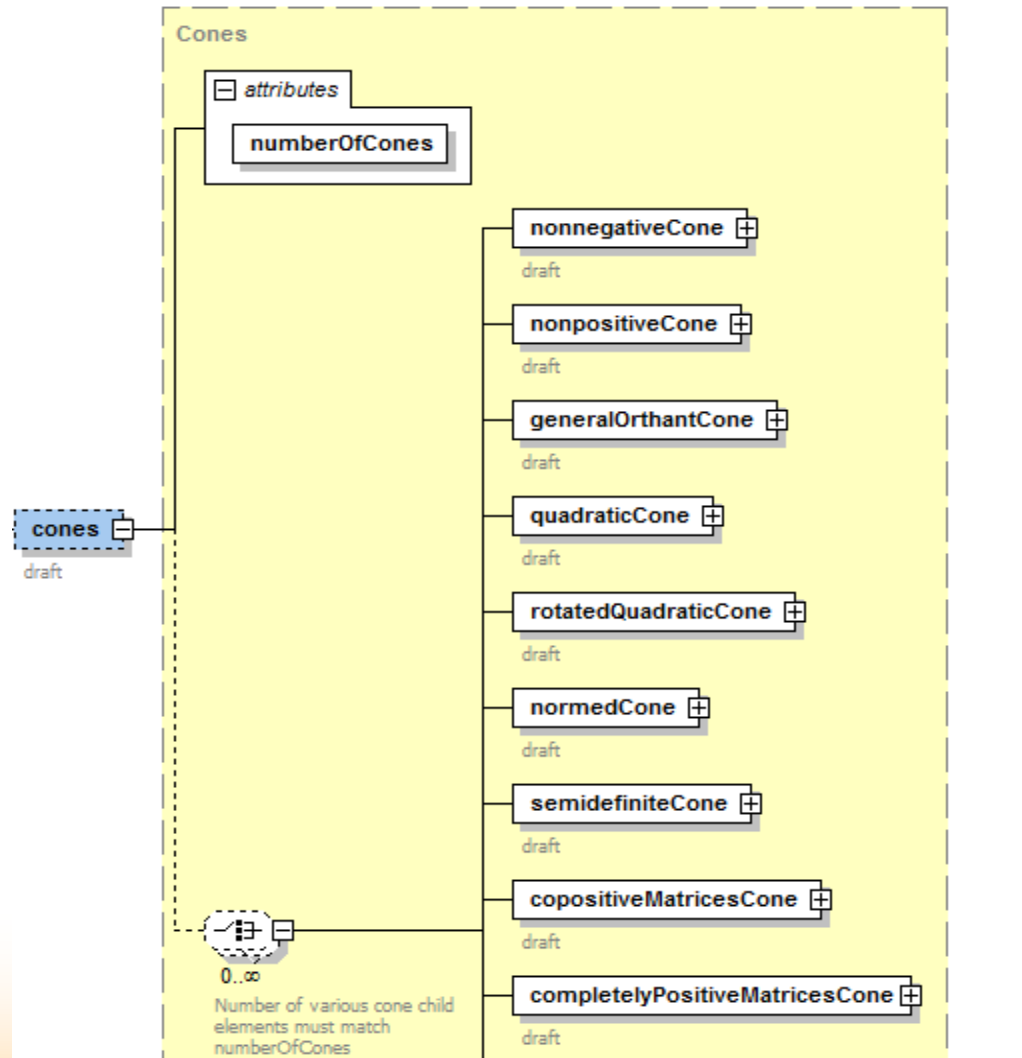 Cones
attributes
numberOfCones
nonnegativeCone
draft
nonpositiveCone
draft
generalOrthantCone
draft
quadraticCone
draft
cones
draft
rotatedQuadraticCone
draft
normedCone
draft
semidefiniteCone
draft
copositiveMatricesCone
draft
0..∞
Number of various cone child
elements must match
numberOfCones
completelyPositiveMatricesCone
draft